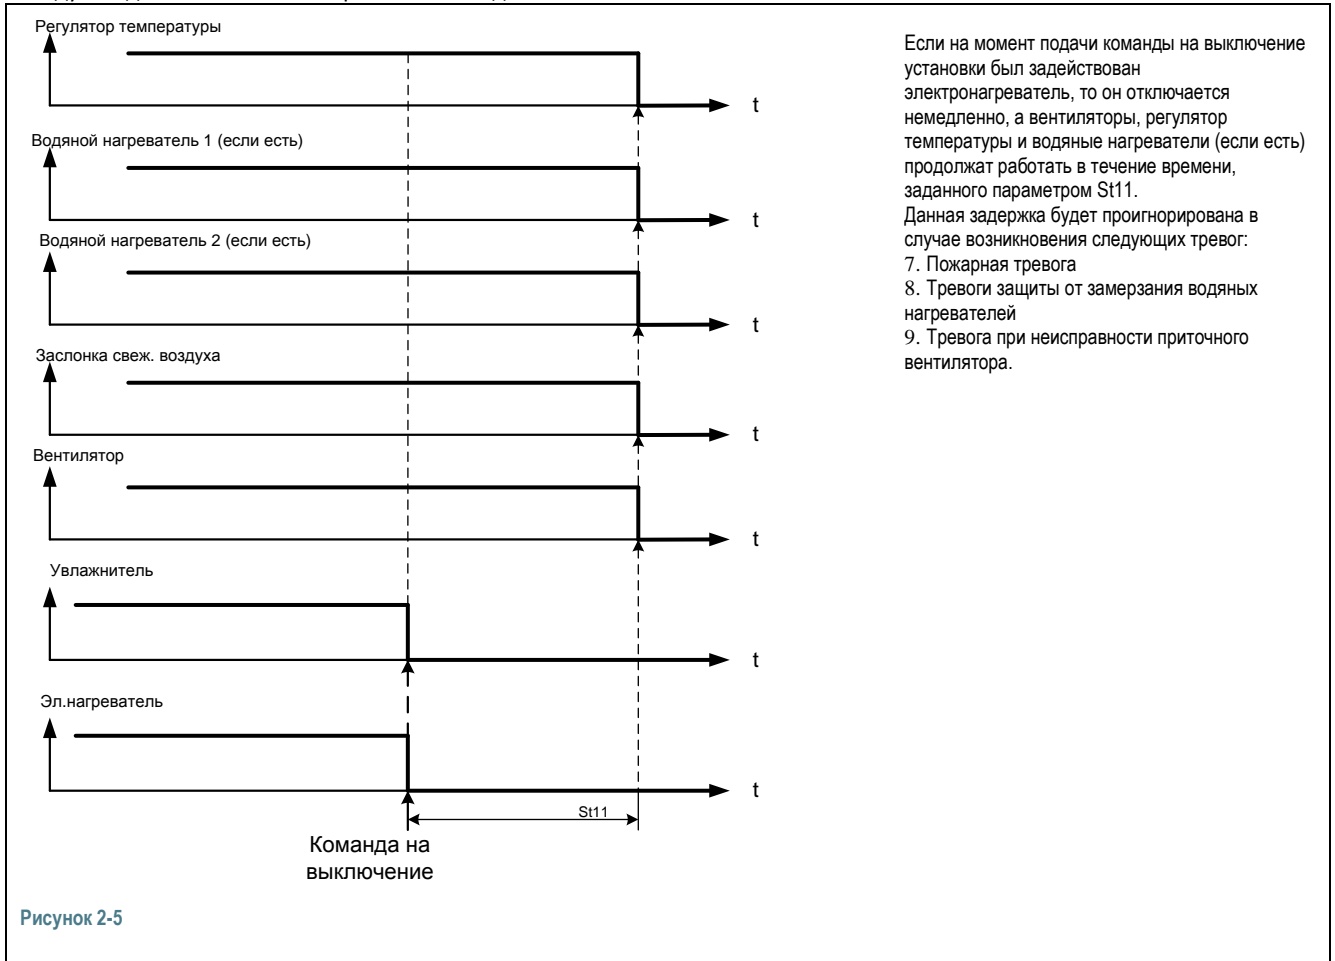 Регулятор температуры
t
Водяной нагреватель 1 (если есть)
t
Водяной нагреватель 2 (если есть)
t
Заслонка свеж. воздуха
t
Вентилятор
t
Увлажнитель
t
Эл.нагреватель
t
St11
Команда на
выключение
Если на момент подачи команды на выключение
установки был задействован
электронагреватель, то он отключается
немедленно, а вентиляторы, регулятор
температуры и водяные нагреватели (если есть)
продолжат работать в течение времени,
заданного параметром St11.
Данная задержка будет проигнорирована в
случае возникновения следующих тревог:
7. Пожарная тревога
8. Тревоги защиты от замерзания водяных
нагревателей
9. Тревога при неисправности приточного
вентилятора.
Рисунок 2-5